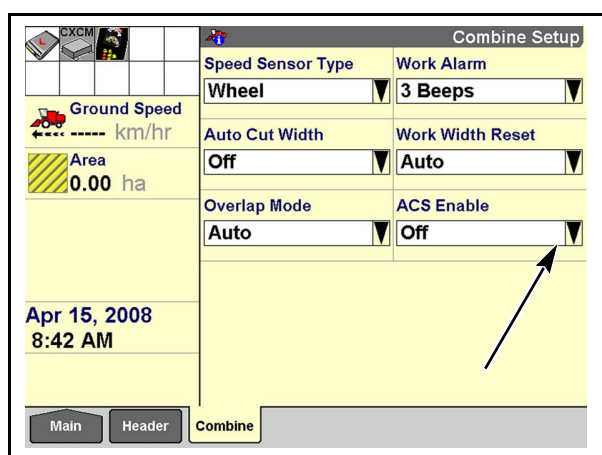 CXCM
Combine Setup
Speed Sensor Type
Work Alarm
Wheel
3 Beeps
Ground Speed
----- km/hr
Auto Cut Width
Work Width Reset
Off
Auto
Area
0.00 ha
Overlap Mode
ACS Enable
Auto
Off
Apr 15, 2008
8:42 AM
Main
Header
Combine